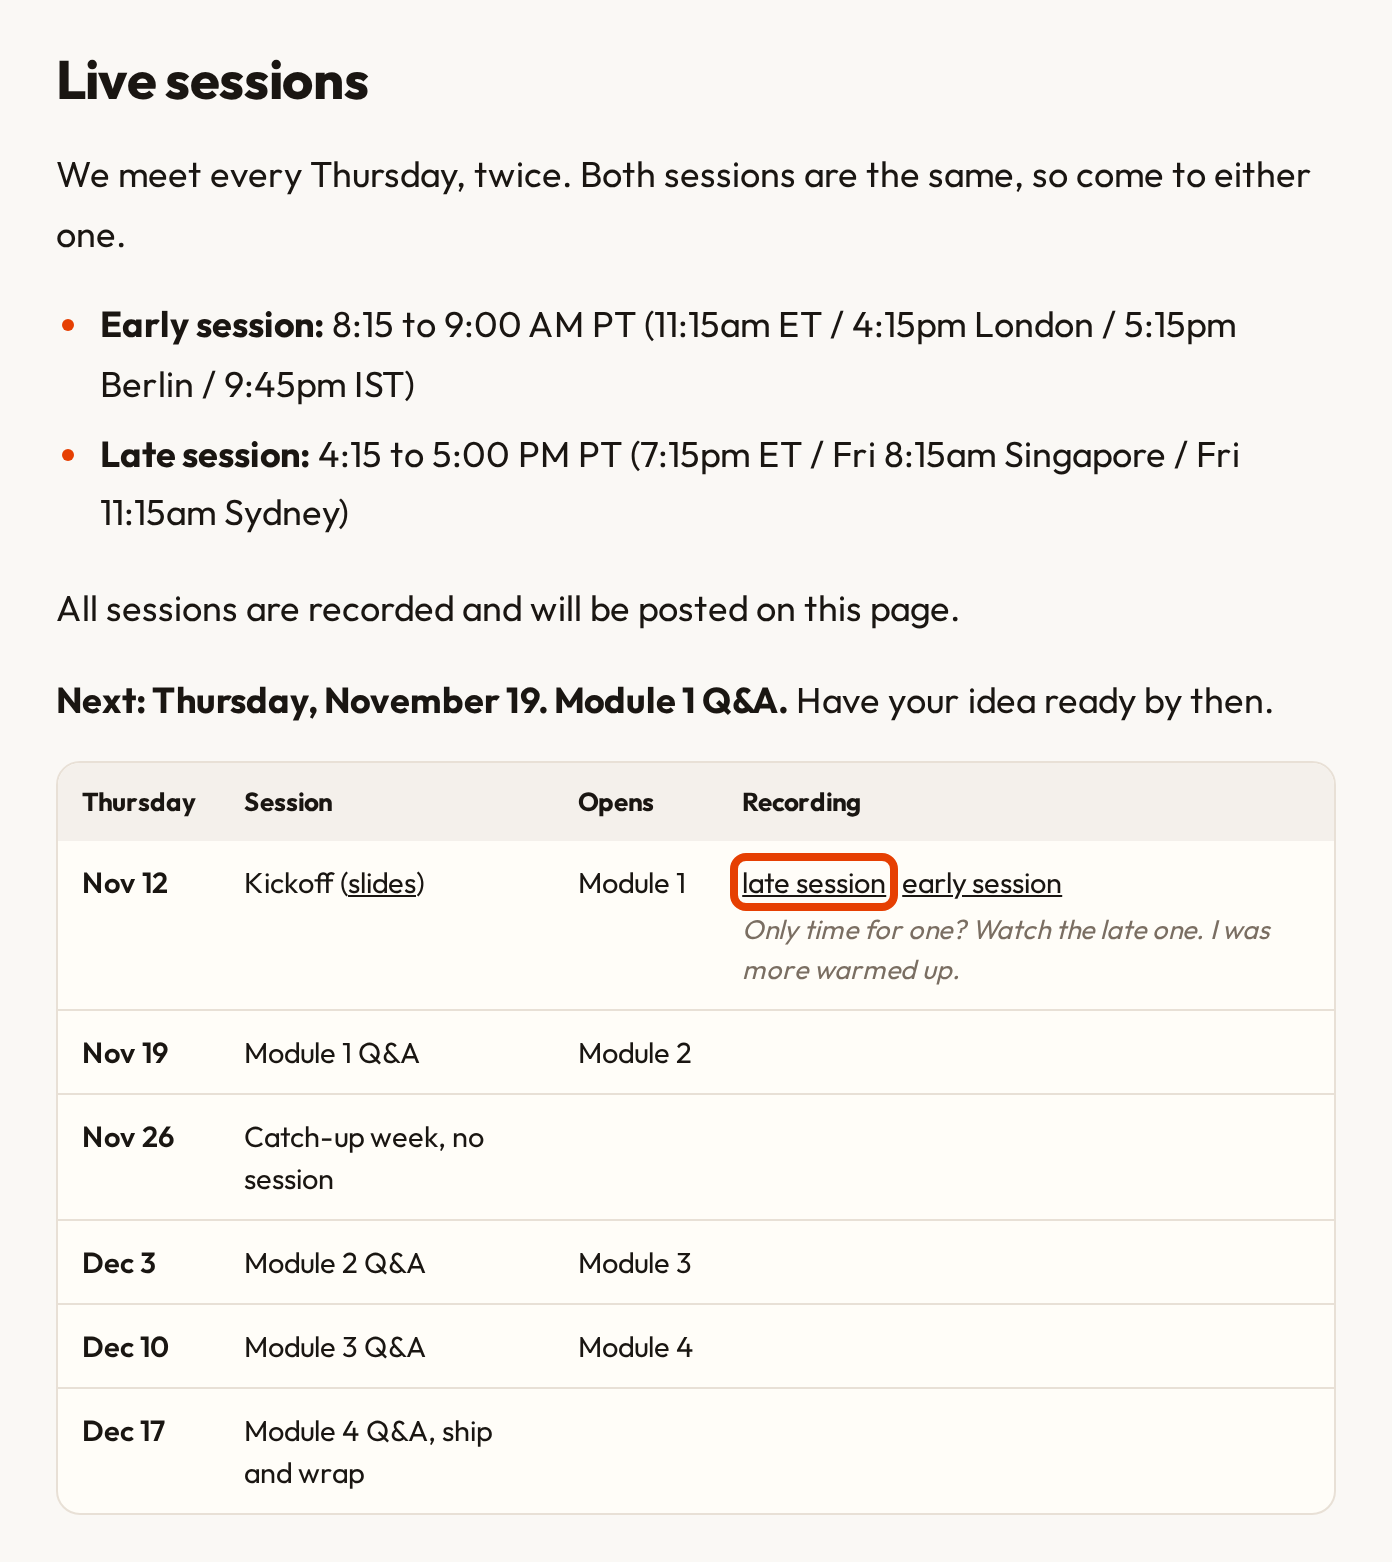 Live sessions
We meet every Thursday, twice. Both sessions are the same, so come to either
one.
• Early session: 8:15 to 9:00 AM PT (11:15am ET / 4:15pm London / 5:15pm
Berlin / 9:45pm IST)
• Late session: 4:15 to 5:00 PM PT (7:15pm ET / Fri 8:15am Singapore / Fri
11:15am Sydney)
All sessions are recorded and will be posted on this page.
Next: Thursday, November 19. Module 1 Q&A. Have your idea ready by then.
Thursday Session Opens Recording
Nov 12 Kickoff (slides) Module 1 late session early session
Only time for one? Watch the late one. I was
more warmed up.
Nov 19 Module 1 Q&A Module 2
Nov 26 Catch-up week, no
session
Dec 3 Module 2 Q&A Module 3
Dec 10 Module 3 Q&A Module 4
Dec 17 Module 4 Q&A, ship
and wrap